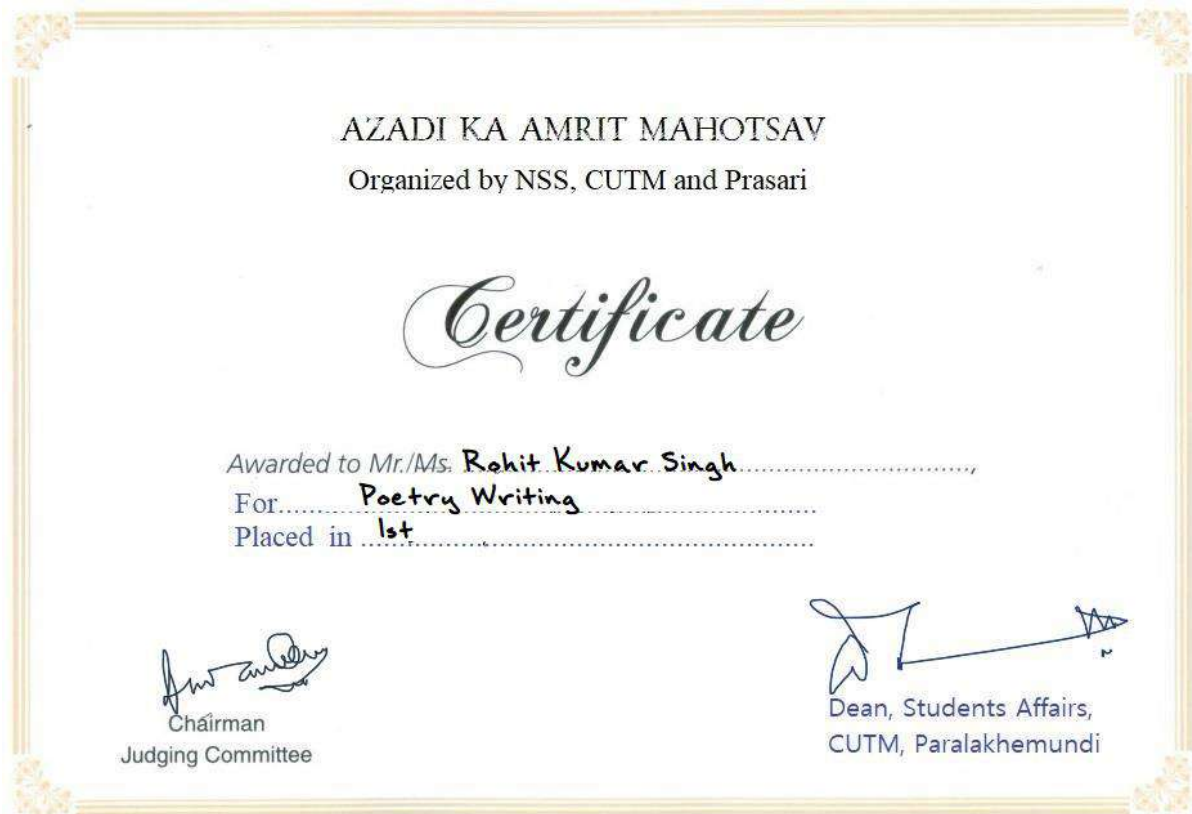 AZADI KA AMRIT MAHOTSAV
Organized by NSS, CUTM and Prasari
Certificate
Awarded to Mr./Ms. Rohit Kumar Singh,
For Poetry Writing
Placed in 1st
Chairman
Judging Committee
Dean, Students Affairs,
CUTM, Paralakhemundi